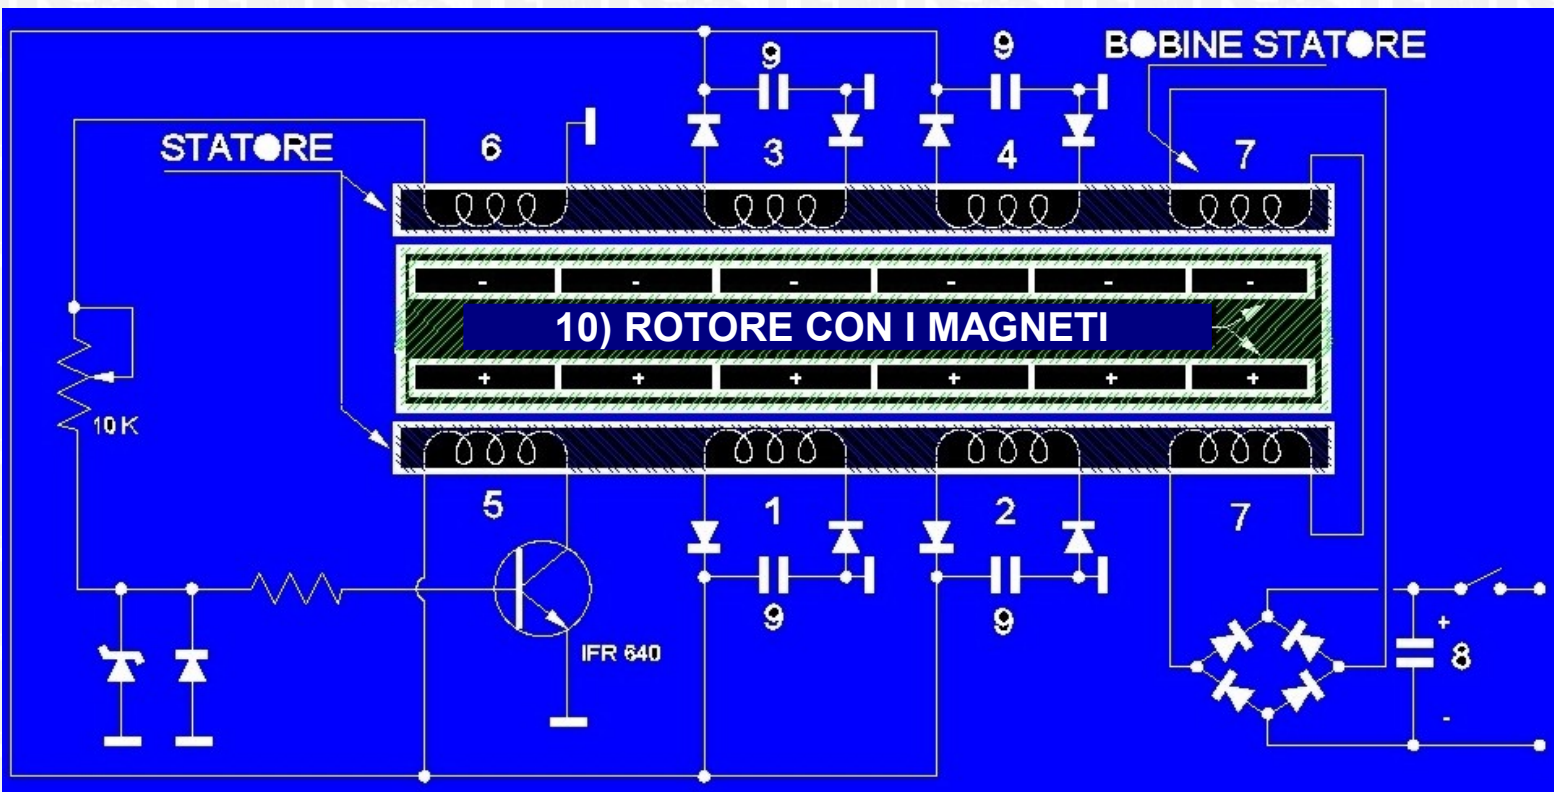 9
9
BOBINE STATORE
STATORE
6
3
4
7
- - - - - -
10) ROTORE CON I MAGNETI
+ + + + + +
10 K
5
1
2
7
9
9
IFR 640
+
8
-